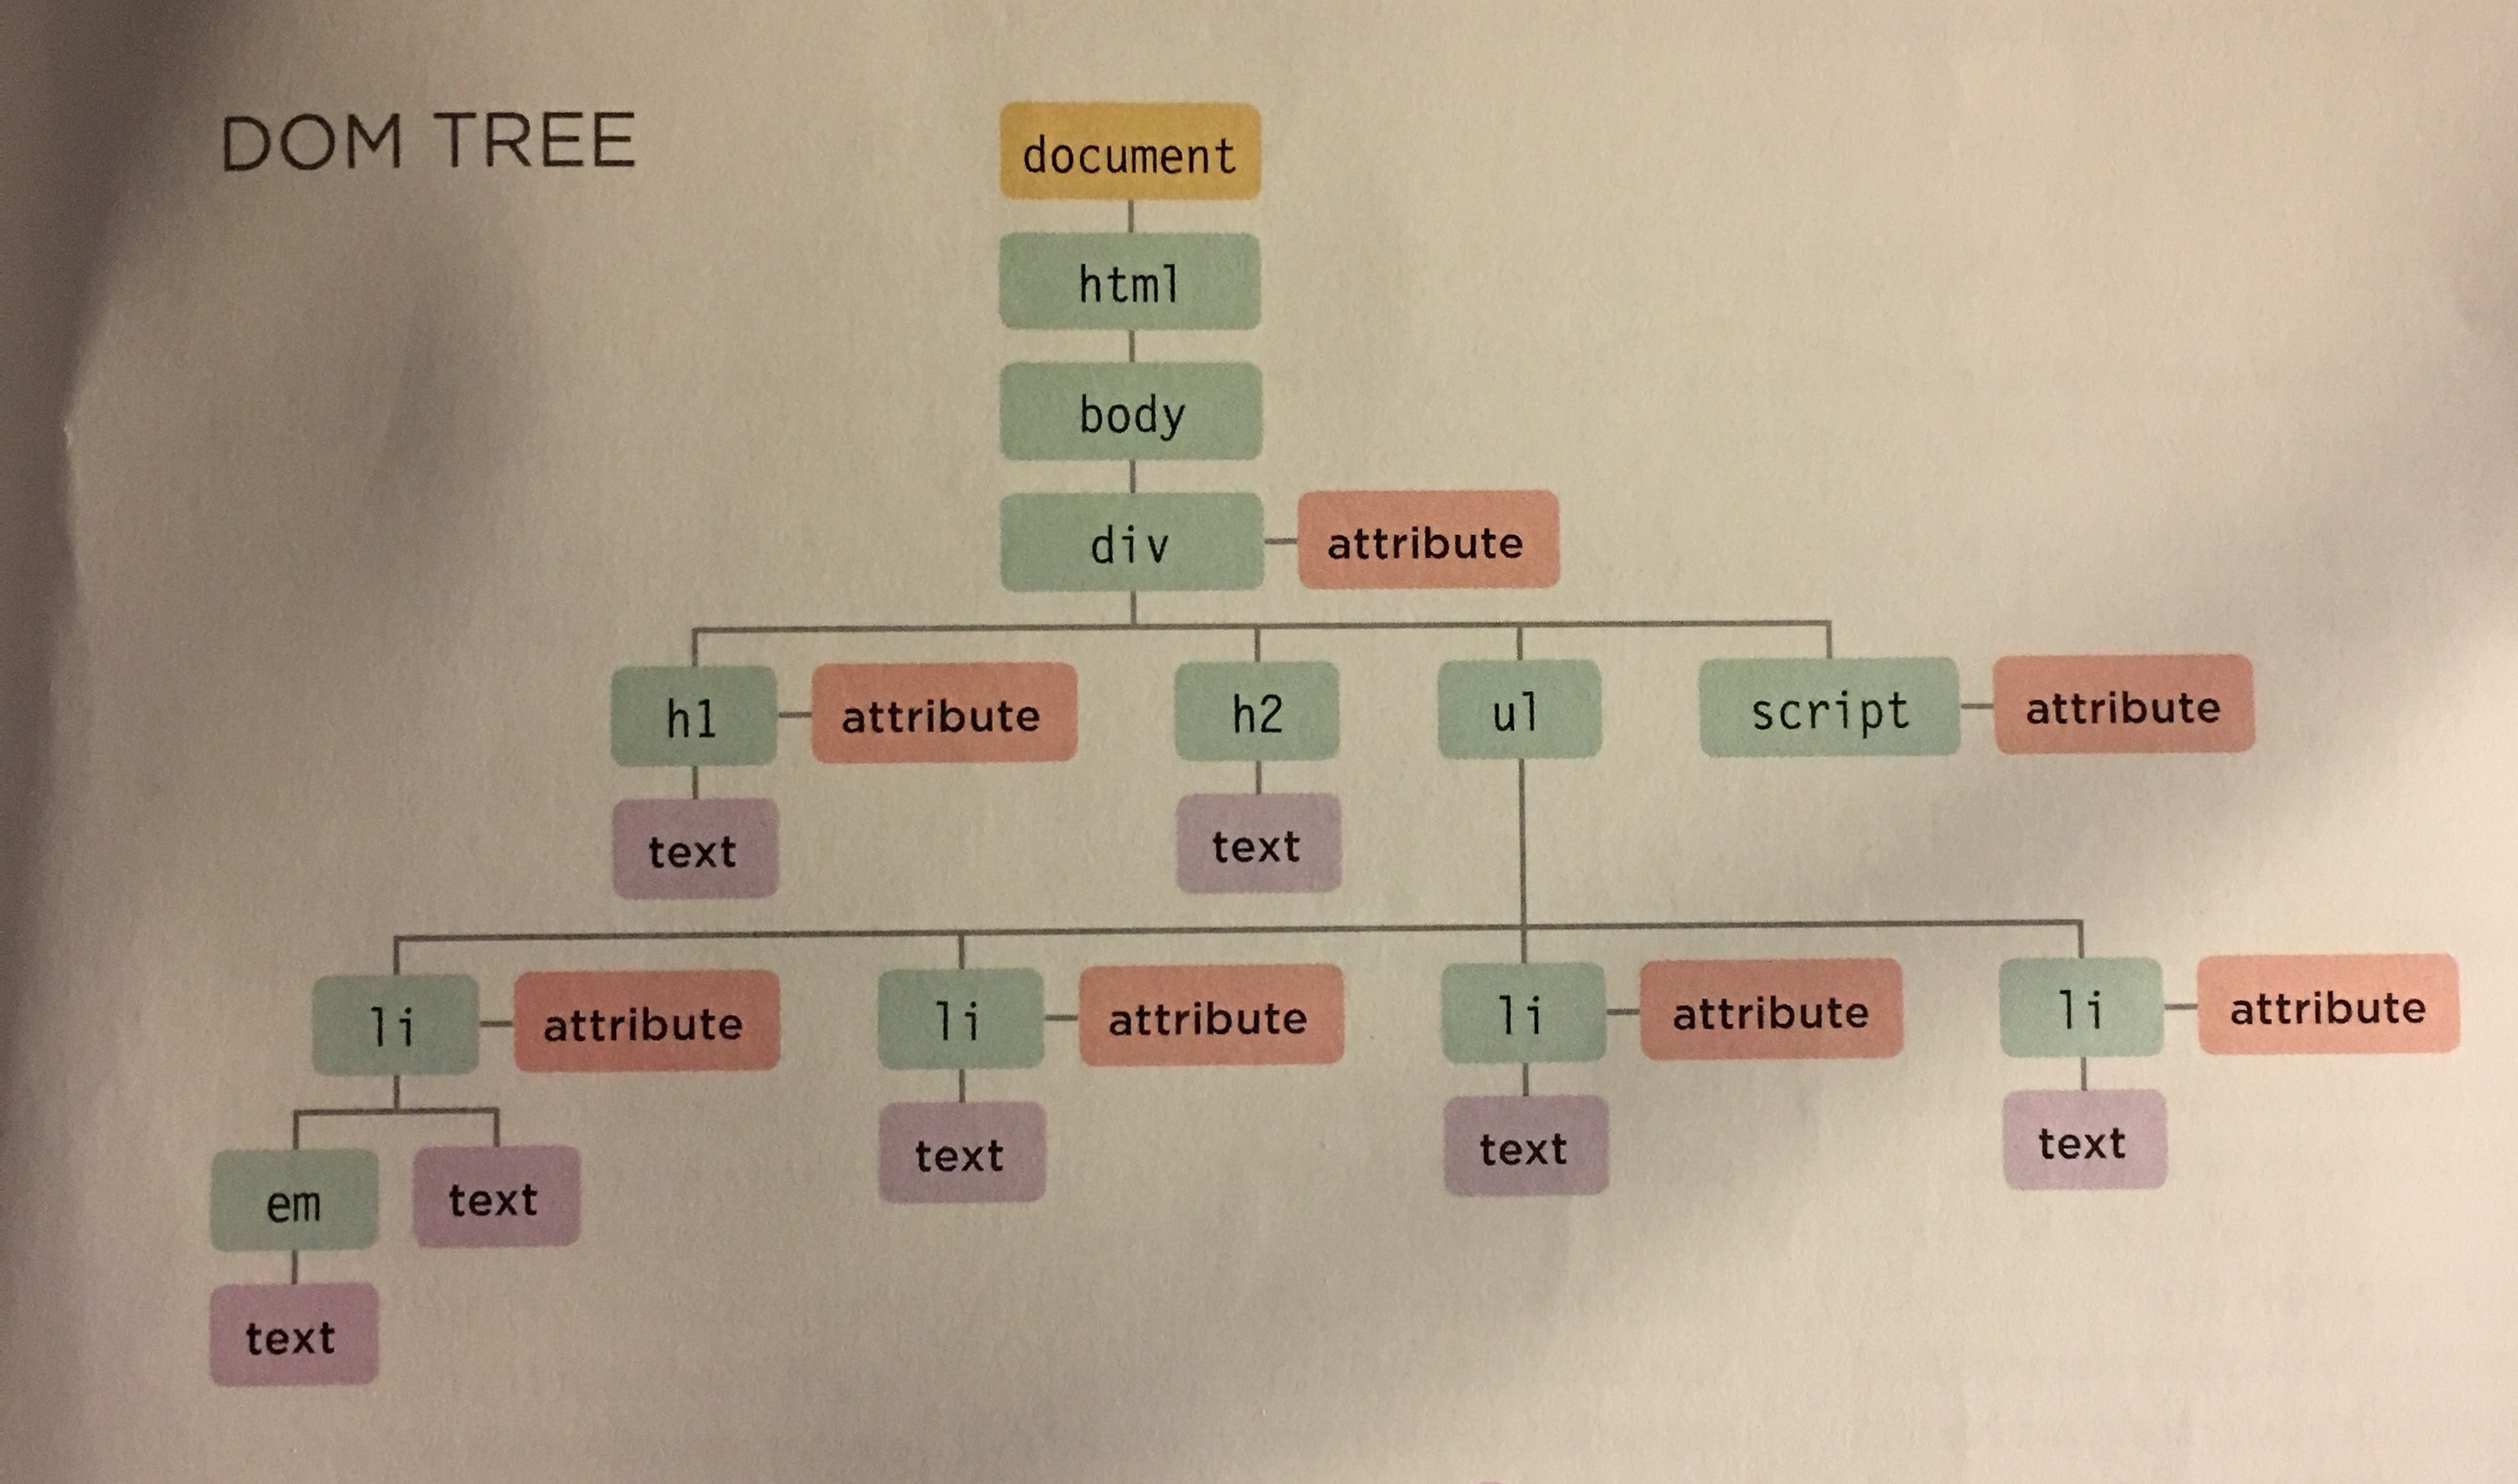 DOM TREE
document
html
body
div attribute
h1 attribute h2 ul script attribute
text text
li attribute li attribute li attribute li attribute
text text text
em text
text